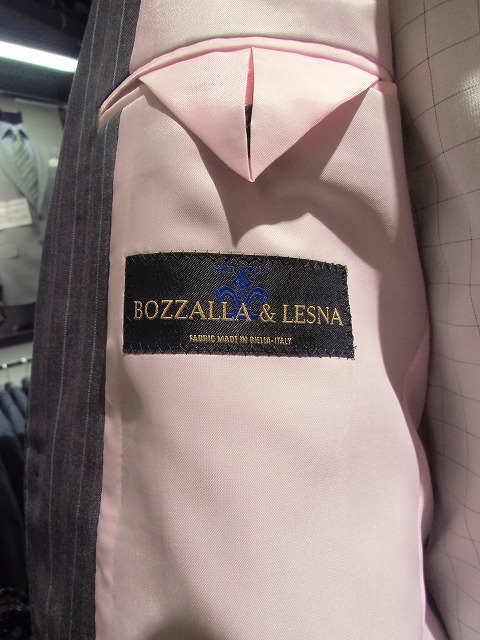 BOZZALLA & LESNA
FABRIC MADE IN BIELLA-ITALY